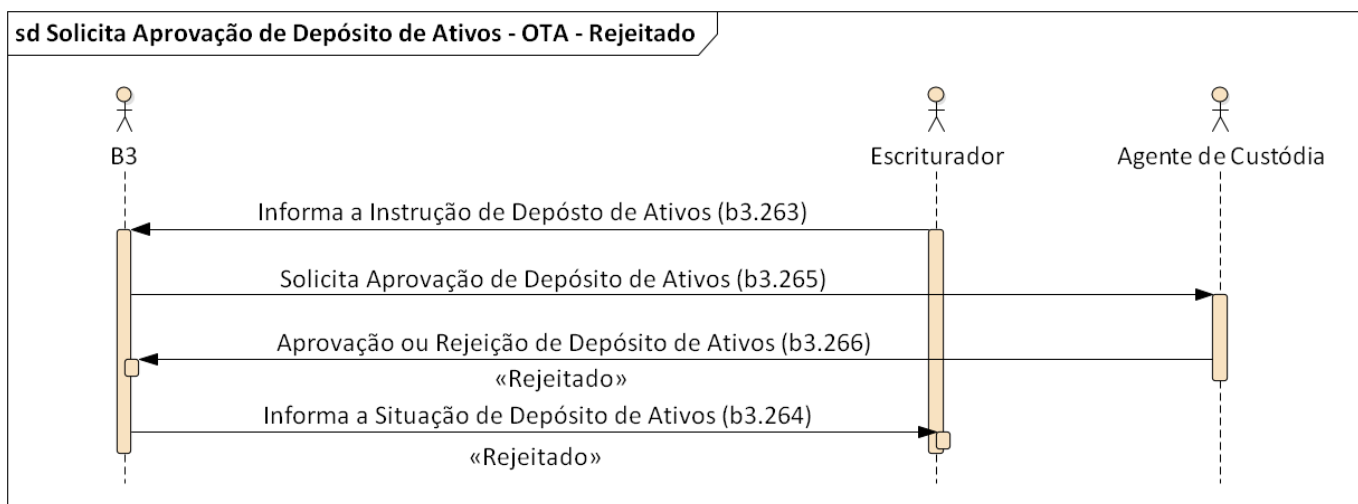 sd Solicita Aprovação de Depósito de Ativos - OTA - Rejeitado
B3
Escriturador
Agente de Custódia
Informa a Instrução de Depósto de Ativos (b3.263)
Solicita Aprovação de Depósito de Ativos (b3.265)
Aprovação ou Rejeição de Depósito de Ativos (b3.266)
«Rejeitado»
Informa a Situação de Depósito de Ativos (b3.264)
«Rejeitado»